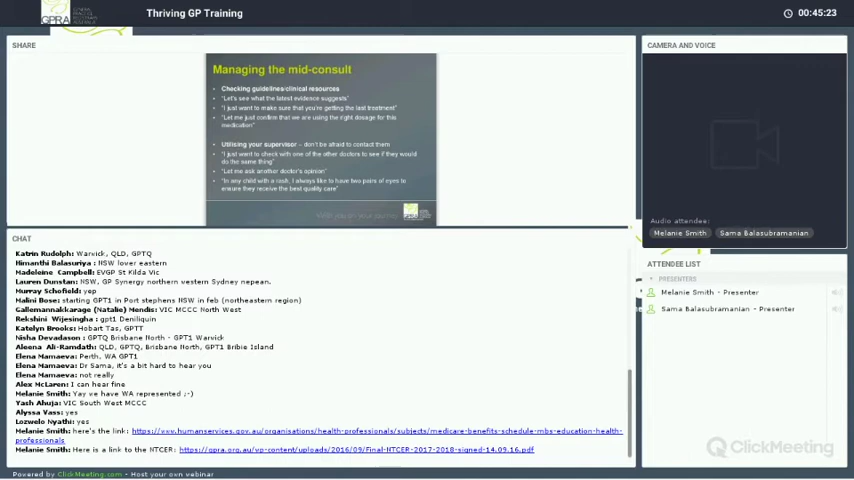 GPRA
Thriving GP Training
00:45:23
SHARE
Managing the mid-consult
Checking guidelines/clinical resources
"Let's see what the latest evidence suggests"
"I just want to make sure that you're getting the last treatment"
"Let me just confirm that we are using the right dosage for this
medication"
Utilising your supervisor – don't be afraid to contact them
"I just want to check with one of the other doctors to see if they would
do the same thing"
"Let me ask another doctor's opinion"
"In any child with a rash, I always like to have two pairs of eyes to
ensure they receive the best quality care"
CAMERA AND VOICE
Audio attendee:
Melanie Smith Sama Balasubramanian
CHAT
Katrin Rudolph: Warwick, QLD, GPTQ
Nimanthi Balasuriya : NSW lover eastern
Madeleine Campbell: EVGP St Kilda Vic
Lauren Dunstan: NSW, GP Synergy northern western Sydney nepean.
Murray Schofield: yep
Malini Bose: starting GPT1 in Port stephens NSW in feb (northeastern region)
Gallemannakkarage (Natalie) Mendis: VIC MCCC North West
Rekshini Wijesingha: gpt1 Deniliquin
Katelyn Brooks: Hobart Tas, GPTT
Nisha Devadason: GPTQ Brisbane North - GPT1 Warwick
Aleena Ali-Ramdath: QLD, GPTQ, Brisbane North, GPT1 Bribie Island
Elena Mamaeva: Perth, WA GPT1
Elena Mamaeva: Dr Sama, it's a bit hard to hear you
Elena Mamaeva: not really
Alex McLaren: I can hear fine
Melanie Smith: Yay we have WA represented ;-)
Yash Ahuja: VIC South West MCCC
Alyssa Vass: yes
Lozwelo Nyathi: yes
Melanie Smith: here's the link: https://www.humanservices.gov.au/organisations/health-professionals/subjects/medicare-benefits-schedule-mbs-education-health-
professionals
Melanie Smith: Here is a link to the NTCER: https://gpra.org.au/wp-content/uploads/2016/09/Final-NTCER-2017-2018-signed-14.09.16.pdf
ATTENDEE LIST
PRESENTERS
Melanie Smith - Presenter
Sama Balasubramanian - Presenter
ClickMeeting
Powered by ClickMeeting.com - Host your own webinar